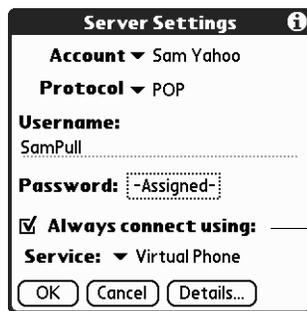 Server Settings
Account Sam Yahoo
Protocol POP
Username:
SamPull
Password: -Assigned-
Always connect using:
Service: Virtual Phone
OK Cancel Details...